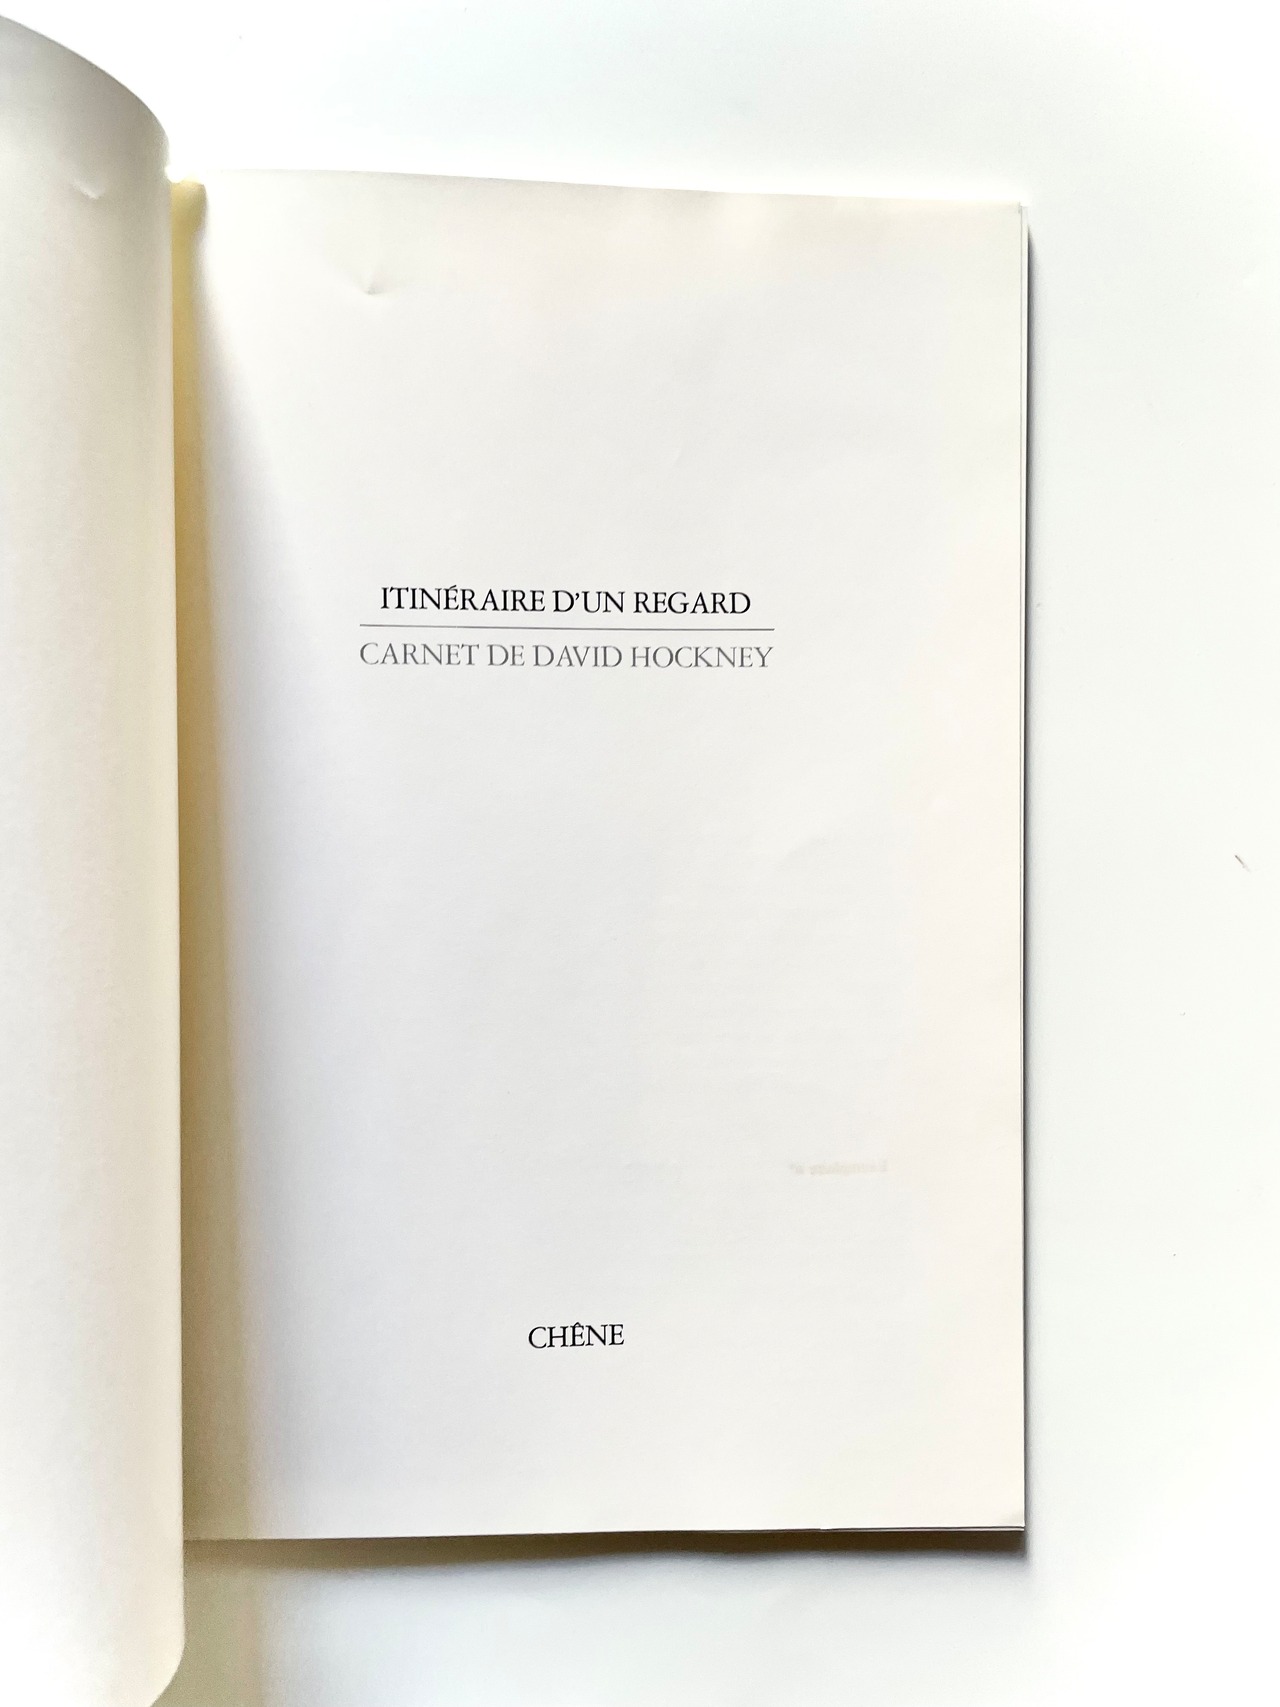 ITINÉRAIRE D'UN REGARD
CARNET DE DAVID HOCKNEY
CHÊNE